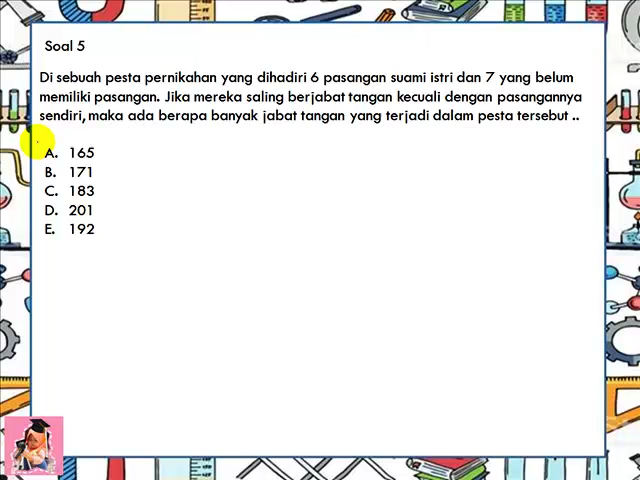 Soal 5
Di sebuah pesta pernikahan yang dihadiri 6 pasangan suami istri dan 7 yang belum
memiliki pasangan. Jika mereka saling berjabat tangan kecuali dengan pasangannya
sendiri, maka ada berapa banyak jabat tangan yang terjadi dalam pesta tersebut ..
A. 165
B. 171
C. 183
D. 201
E. 192